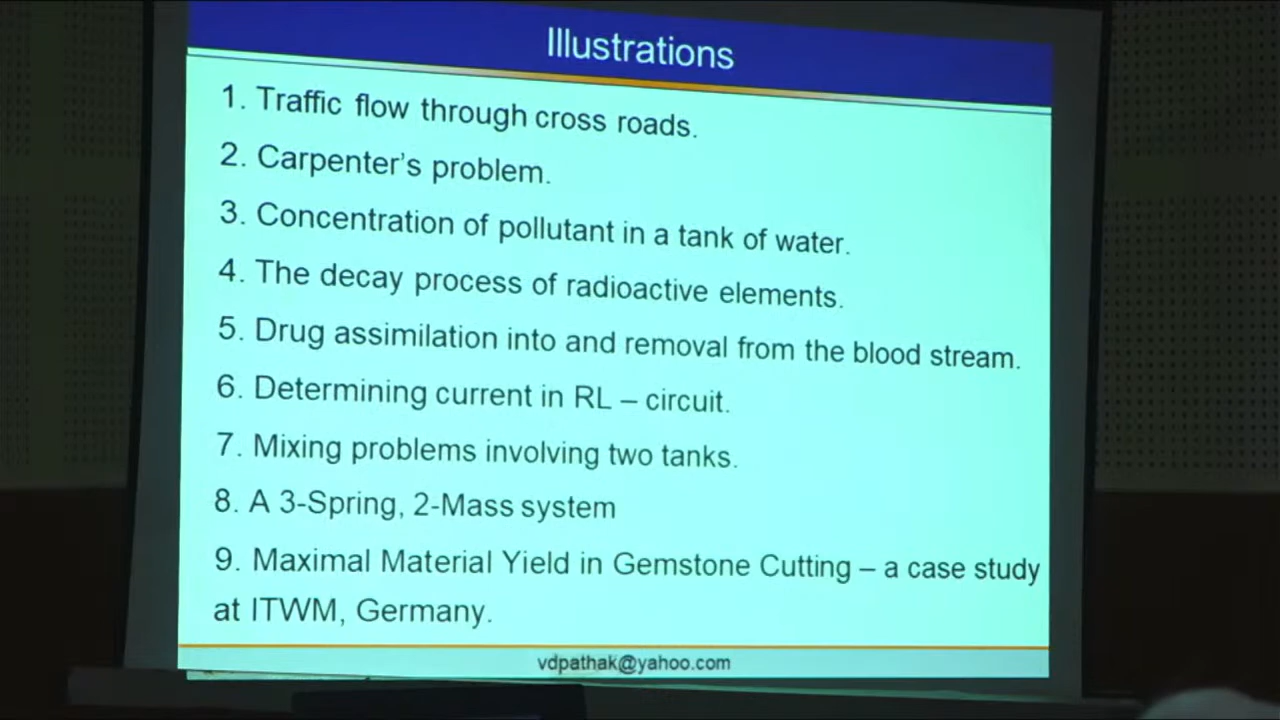 Illustrations
1. Traffic flow through cross roads.
2. Carpenter's problem.
3. Concentration of pollutant in a tank of water.
4. The decay process of radioactive elements.
5. Drug assimilation into and removal from the blood stream.
6. Determining current in RL – circuit.
7. Mixing problems involving two tanks.
8. A 3-Spring, 2-Mass system
9. Maximal Material Yield in Gemstone Cutting – a case study
at ITWM, Germany.
vdpathak@yahoo.com